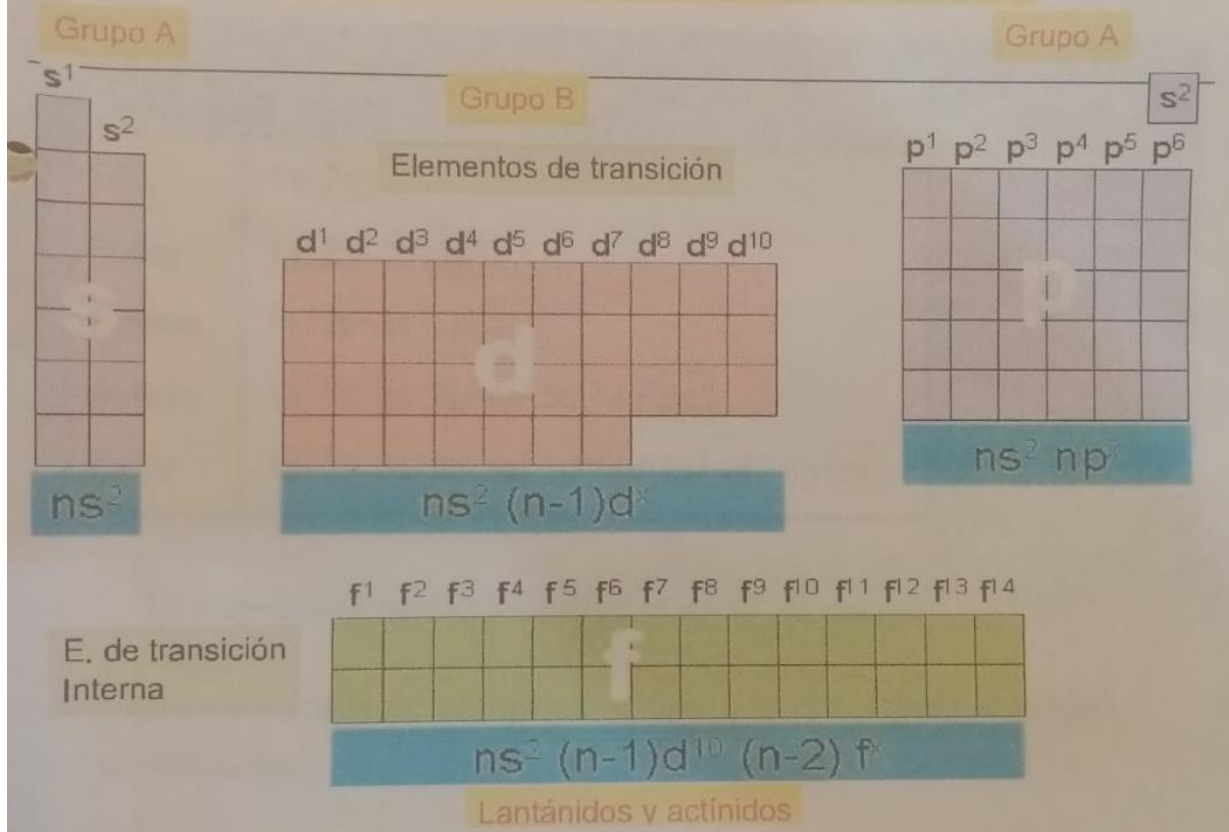 Grupo A
Grupo A
s¹
s²
Grupo B
s²
Elementos de transición
p¹ p² p³ p⁴ p⁵ p⁶
d¹ d² d³ d⁴ d⁵ d⁶ d⁷ d⁸ d⁹ d¹⁰
s
p
d
ns² np
ns²
ns² (n-1)dˣ
f¹ f² f³ f⁴ f⁵ f⁶ f⁷ f⁸ f⁹ f¹⁰ f¹¹ f¹² f¹³ f¹⁴
E. de transición
Interna
f
ns² (n-1)d¹⁰ (n-2) fˣ
Lantánidos y actínidos